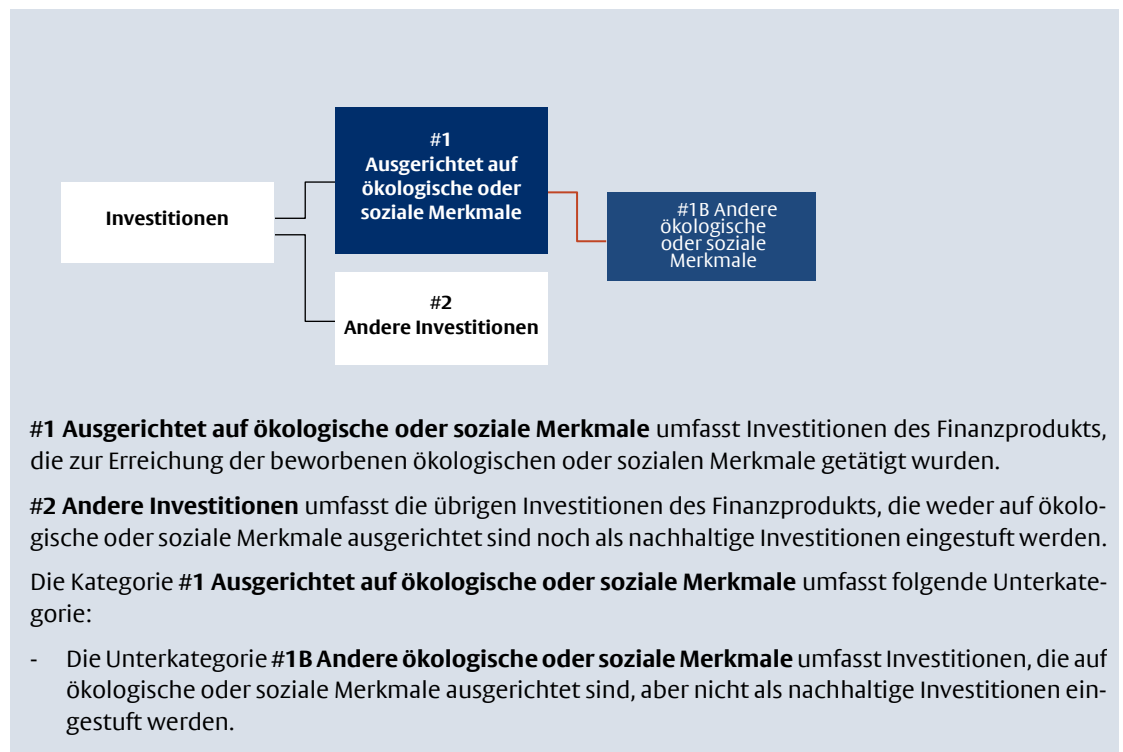 #1
Ausgerichtet auf
ökologische oder
soziale Merkmale
Investitionen
#1B Andere
ökologische
oder soziale
Merkmale
#2
Andere Investitionen
#1 Ausgerichtet auf ökologische oder soziale Merkmale umfasst Investitionen des Finanzprodukts,
die zur Erreichung der beworbenen ökologischen oder sozialen Merkmale getätigt wurden.
#2 Andere Investitionen umfasst die übrigen Investitionen des Finanzprodukts, die weder auf ökolo-
gische oder soziale Merkmale ausgerichtet sind noch als nachhaltige Investitionen eingestuft werden.
Die Kategorie #1 Ausgerichtet auf ökologische oder soziale Merkmale umfasst folgende Unterkate-
gorie:
- Die Unterkategorie #1B Andere ökologische oder soziale Merkmale umfasst Investitionen, die auf
ökologische oder soziale Merkmale ausgerichtet sind, aber nicht als nachhaltige Investitionen ein-
gestuft werden.